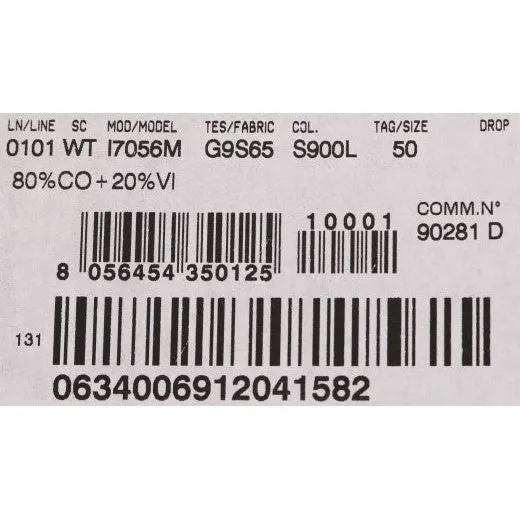 LN/LINE SC MOD/MODEL TES/FABRIC COL. TAG/SIZE DROP
0101 WT I7056M G9S65 S900L 50
80%CO+20%VI
10001
COMM.N°
90281 D
8 056454 350125
131
0634006912041582